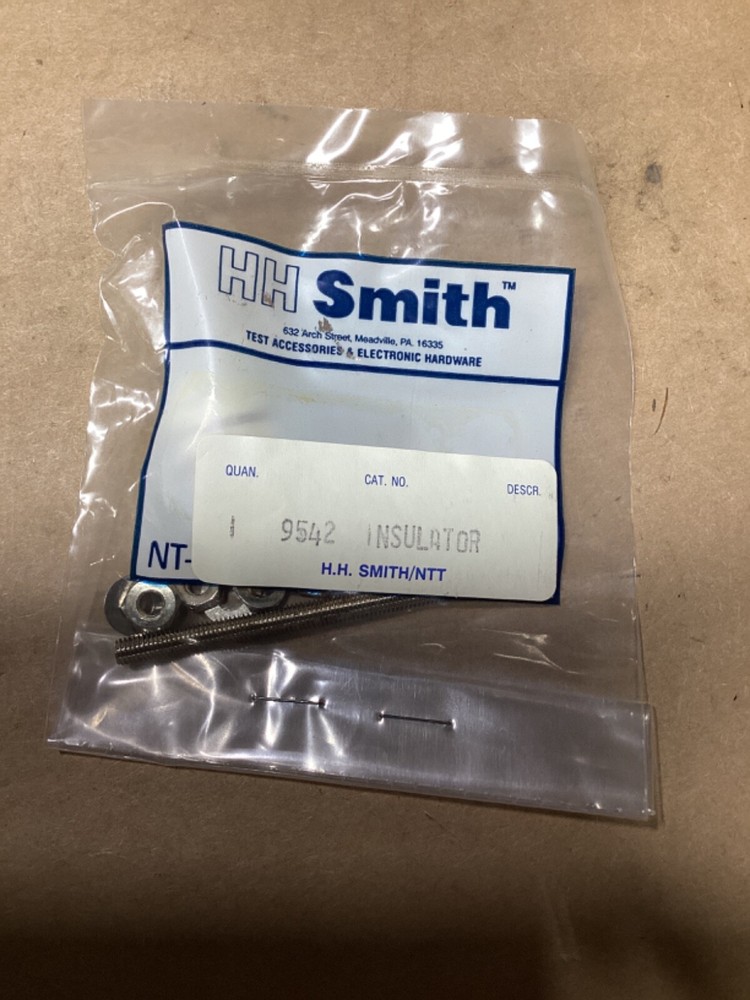 HH Smith™
632 Arch Street, Meadville, PA. 16335
TEST ACCESSORIES & ELECTRONIC HARDWARE
QUAN. CAT. NO. DESCR.
9542 INSULATOR
NT-
H.H. SMITH/NTT